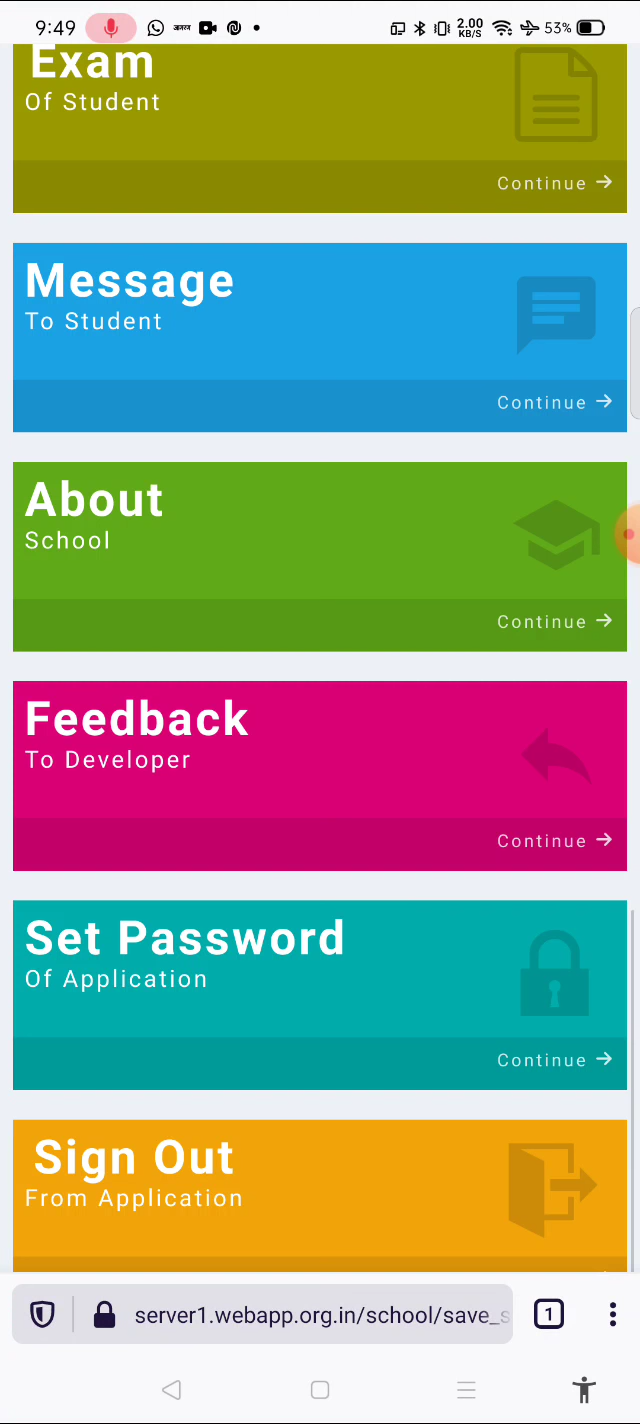 9:49
2.00
KB/S
53%
Exam
Of Student
Continue
Message
To Student
Continue
About
School
Continue
Feedback
To Developer
Continue
Set Password
Of Application
Continue
Sign Out
From Application
server1.webapp.org.in/school/save_s
1